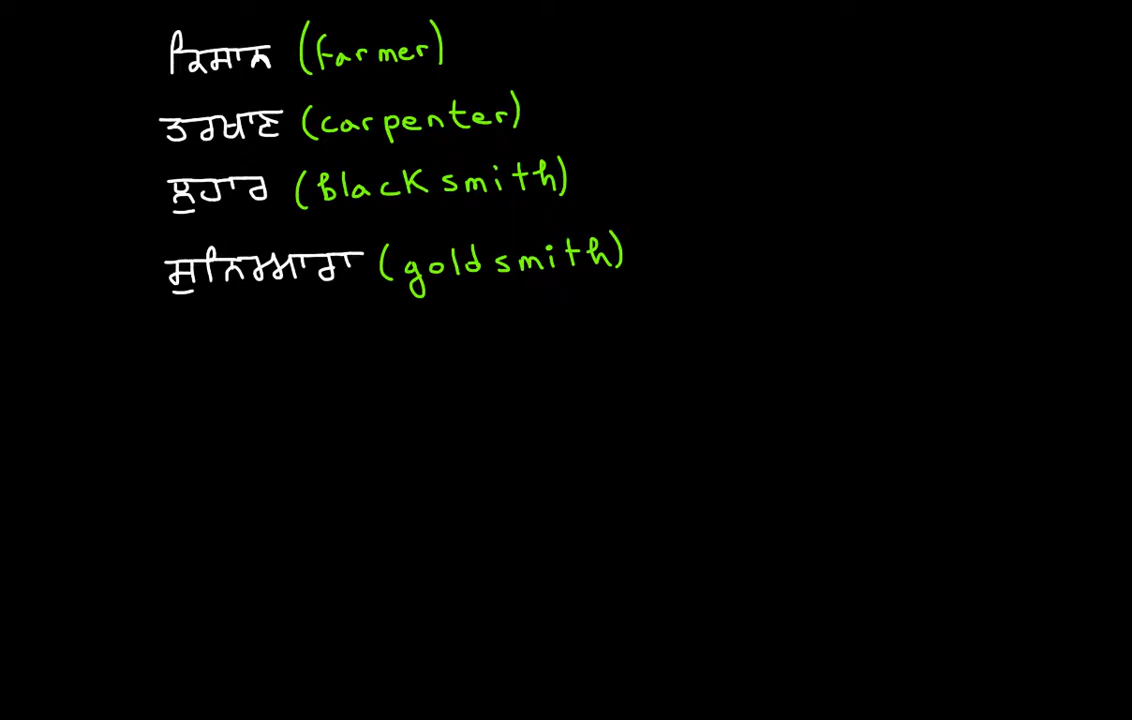 ਕਿਸਾਨ (farmer)
ਤਰਖਾਣ (carpenter)
ਲੁਹਾਰ (blacksmith)
ਸੁਨਿਆਰਾ (goldsmith)